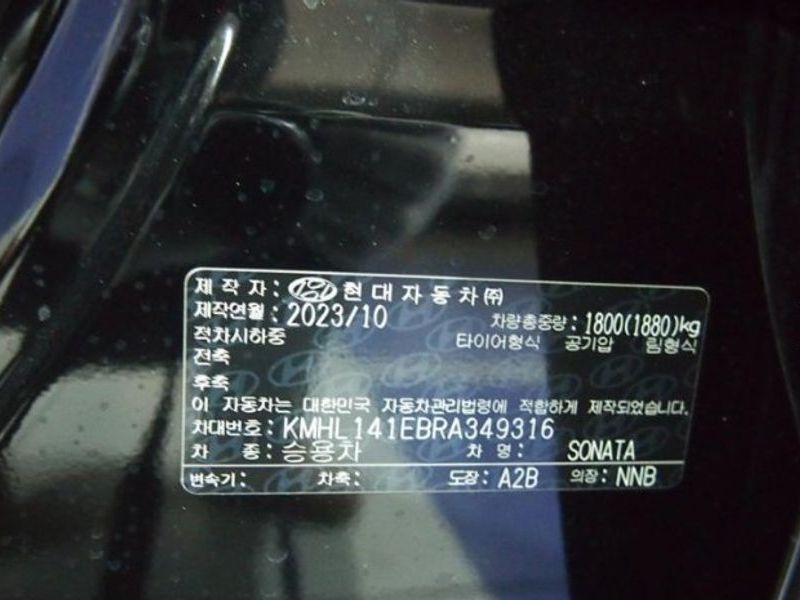 제작자: 현대자동차㈜
제작연월: 2023/10 차량총중량: 1800(1880)kg
적차시하중 타이어형식 공기압 림형식
전축
후축
이 자동차는 대한민국 자동차관리법령에 적합하게 제작되었습니다.
차대번호: KMHL141EBRA349316
차 종: 승용차 차 명: SONATA
변속기: 차축: 도장: A2B 의장: NNB